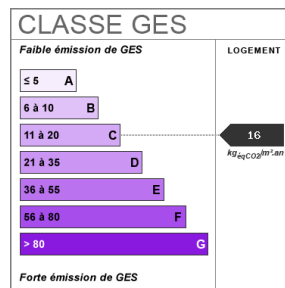 CLASSE GES
Faible émission de GES
LOGEMENT
≤ 5 A
6 à 10 B
11 à 20 C
16
kgéqCO2/m².an
21 à 35 D
36 à 55 E
56 à 80 F
> 80 G
Forte émission de GES